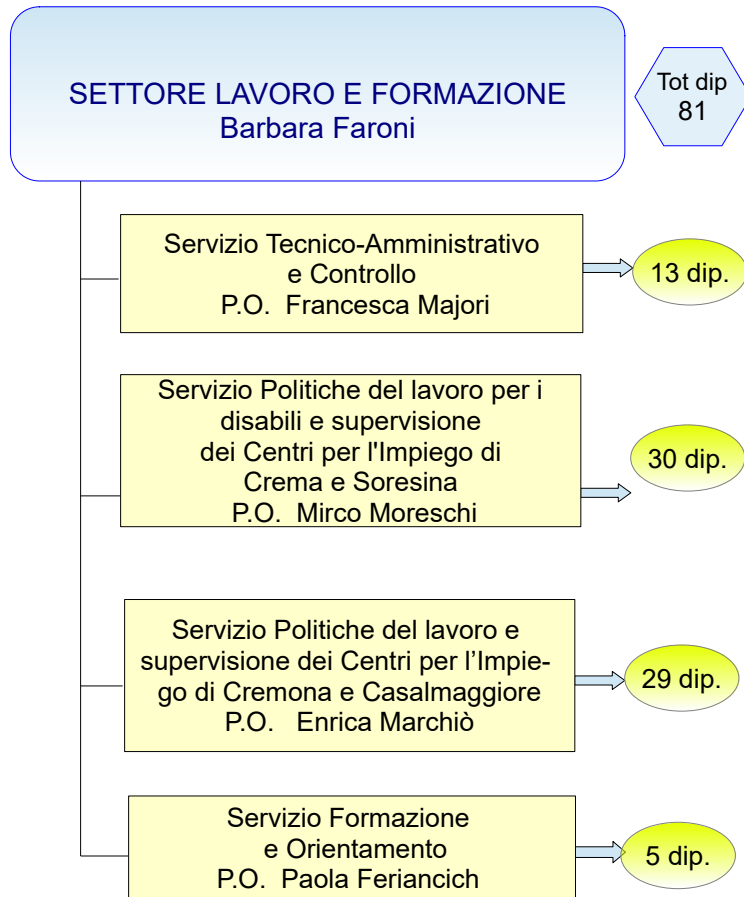 SETTORE LAVORO E FORMAZIONE
Barbara Faroni
Tot dip
81
Servizio Tecnico-Amministrativo
e Controllo
P.O. Francesca Majori
13 dip.
Servizio Politiche del lavoro per i
disabili e supervisione
dei Centri per l'Impiego di
Crema e Soresina
P.O. Mirco Moreschi
30 dip.
Servizio Politiche del lavoro e
supervisione dei Centri per l’Impie-
go di Cremona e Casalmaggiore
P.O. Enrica Marchiò
29 dip.
Servizio Formazione
e Orientamento
P.O. Paola Feriancich
5 dip.